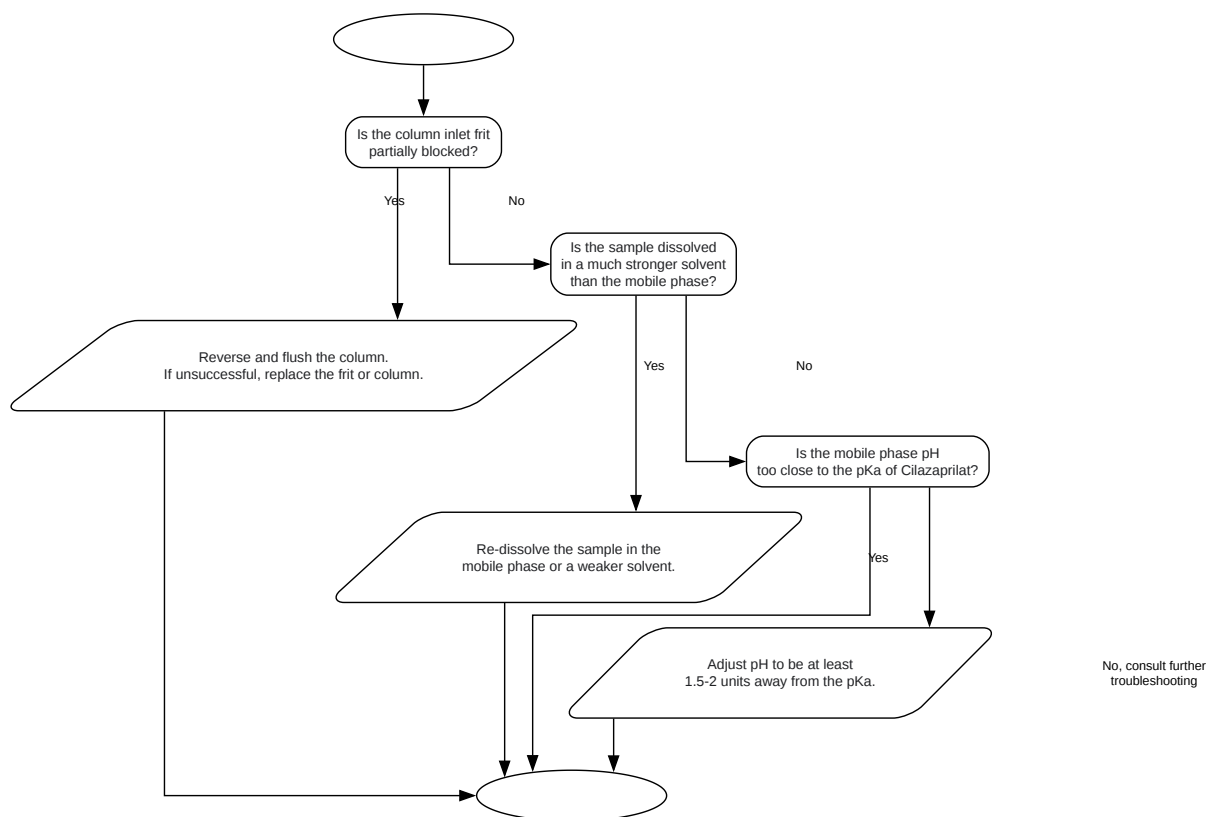 Is the column inlet frit
partially blocked?
Yes
No
Is the sample dissolved
in a much stronger solvent
than the mobile phase?
Reverse and flush the column.
If unsuccessful, replace the frit or column.
Yes
No
Is the mobile phase pH
too close to the pKa of Cilazaprilat?
Re-dissolve the sample in the
mobile phase or a weaker solvent.
Yes
Adjust pH to be at least
1.5-2 units away from the pKa.
No, consult further
troubleshooting